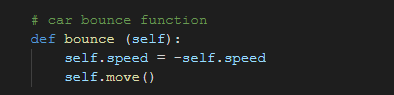 # car bounce function
def bounce (self):
self.speed = -self.speed
self.move()